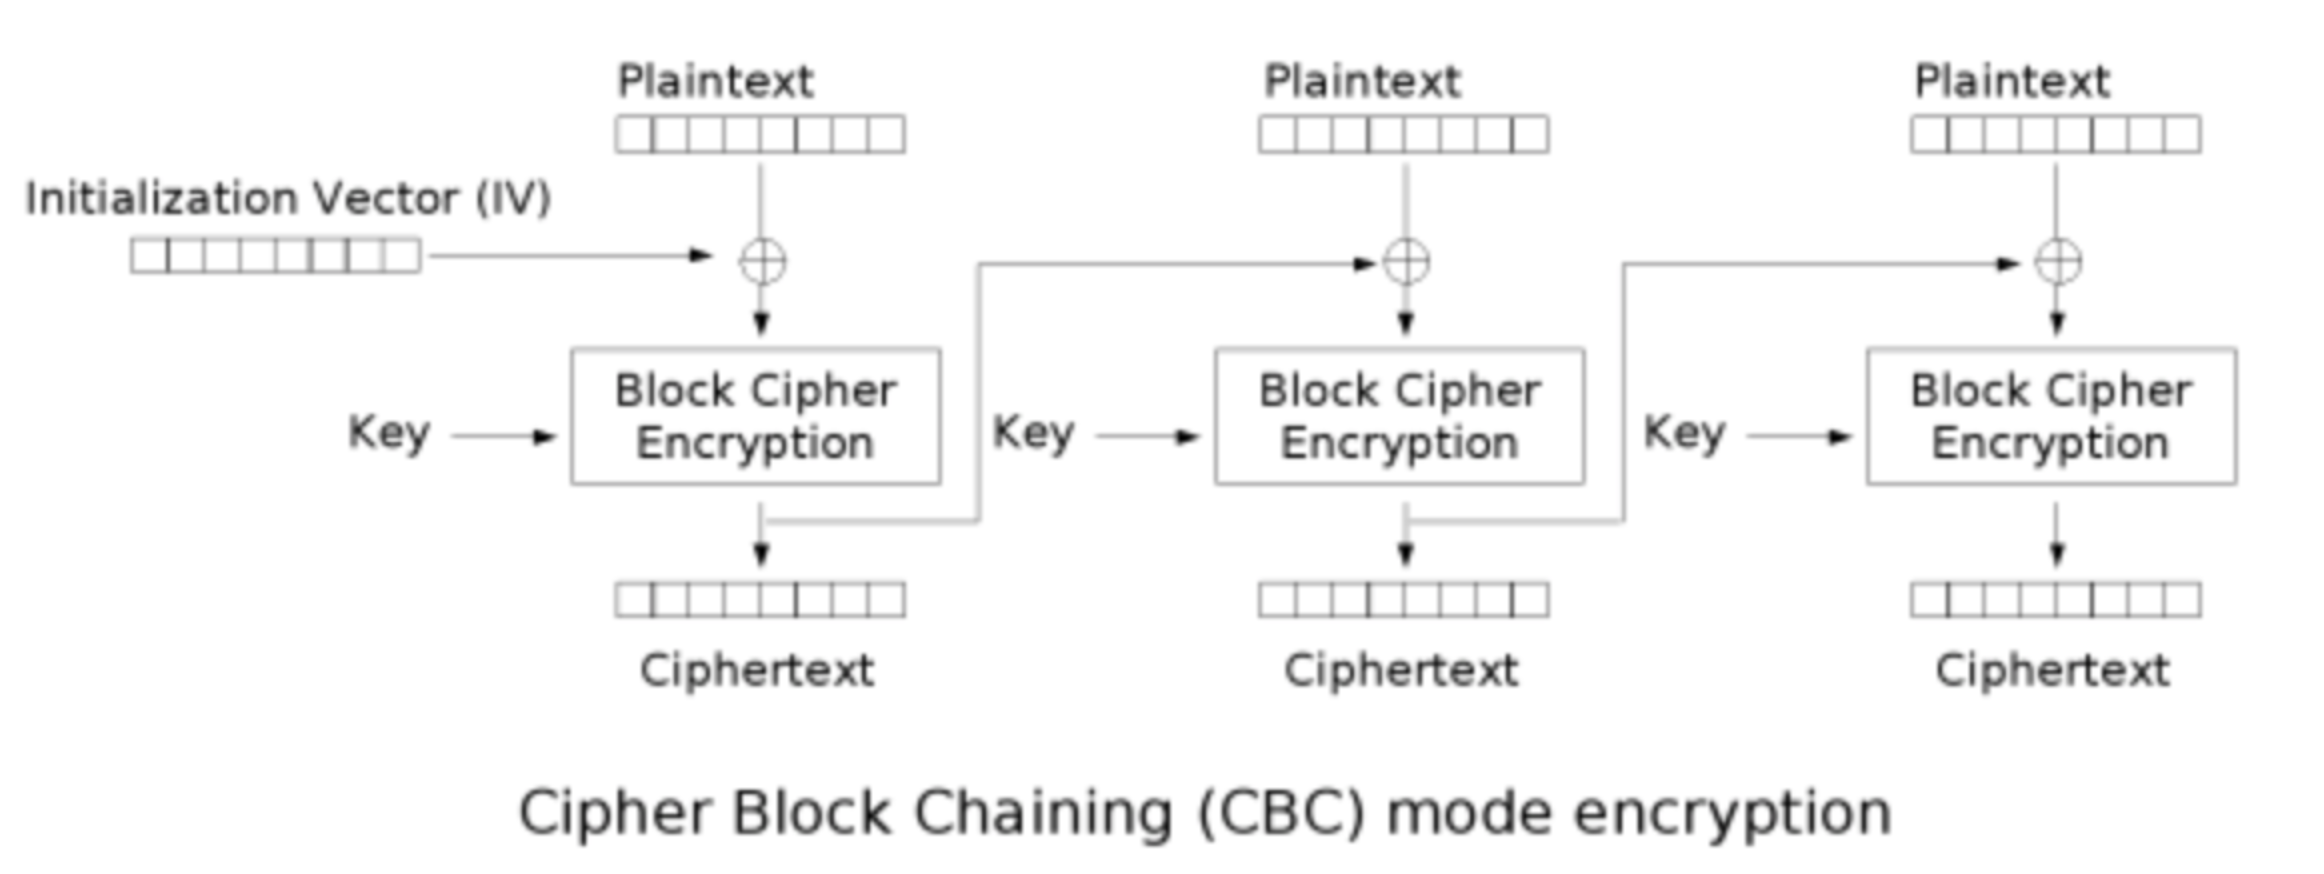 Plaintext
Plaintext
Plaintext
Initialization Vector (IV)
Key
Block Cipher
Encryption
Key
Block Cipher
Encryption
Key
Block Cipher
Encryption
Ciphertext
Ciphertext
Ciphertext
Cipher Block Chaining (CBC) mode encryption